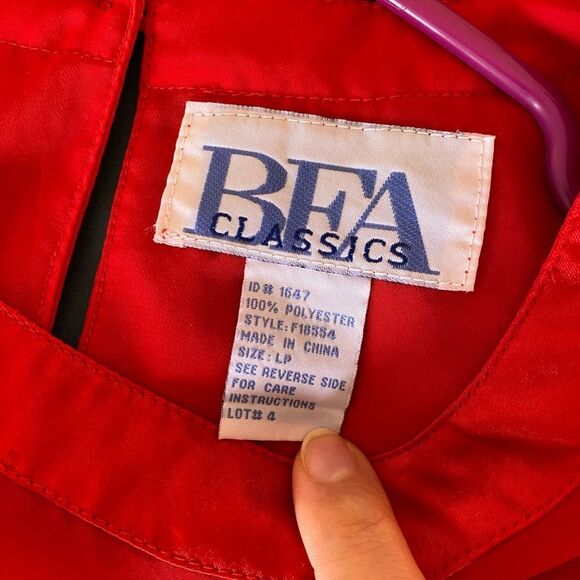 BFA
CLASSICS
ID# 1647
100% POLYESTER
STYLE: F18554
MADE IN CHINA
SIZE: LP
SEE REVERSE SIDE
FOR CARE
INSTRUCTIONS
LOT# 4